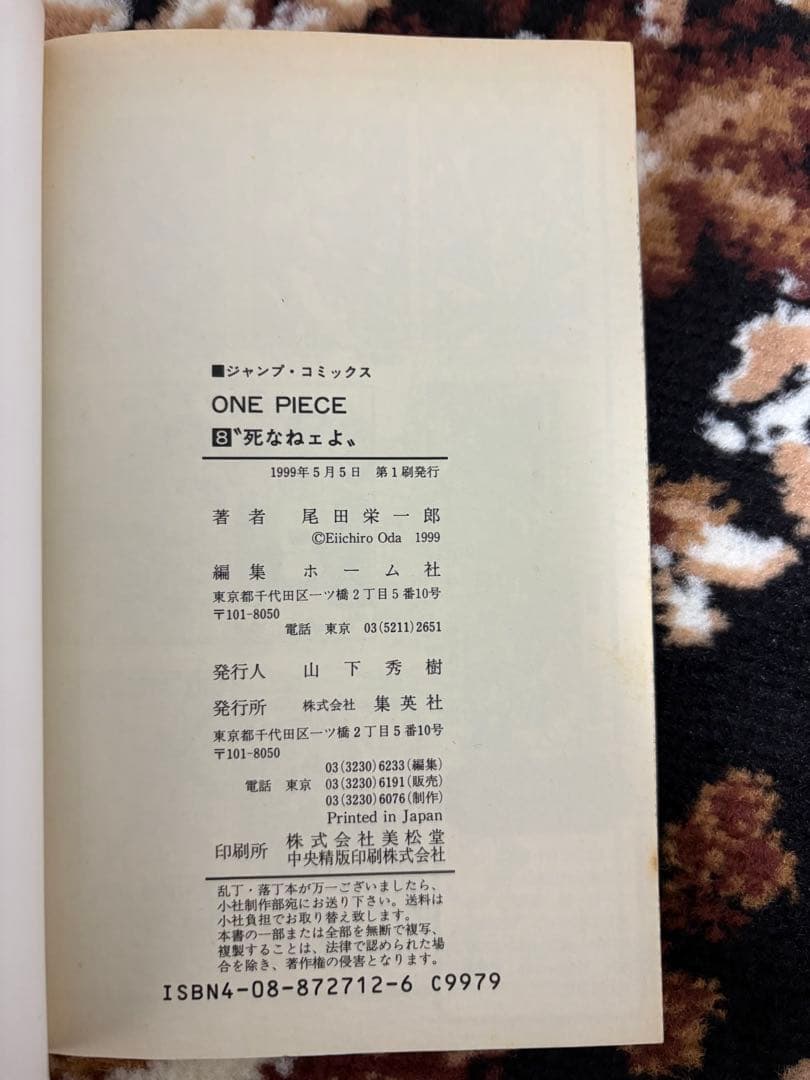 ■ジャンプ・コミックス
ONE PIECE
8〝死なねェよ〟
1999年5月5日 第1刷発行
著者 尾田栄一郎
©Eiichiro Oda 1999
編集 ホーム社
東京都千代田区一ツ橋2丁目5番10号
〒101-8050
電話 東京 03(5211)2651
発行人 山下秀樹
発行所 株式会社 集英社
東京都千代田区一ツ橋2丁目5番10号
〒101-8050
03(3230)6233(編集)
電話 東京 03(3230)6191(販売)
03(3230)6076(制作)
Printed in Japan
印刷所 株式会社美松堂
中央精版印刷株式会社
乱丁・落丁本が万一ございましたら、
小社制作部宛にお送り下さい。送料は
小社負担でお取り替え致します。
本書の一部または全部を無断で複写、
複製することは、法律で認められた場
合を除き、著作権の侵害となります。
ISBN4-08-872712-6 C9979